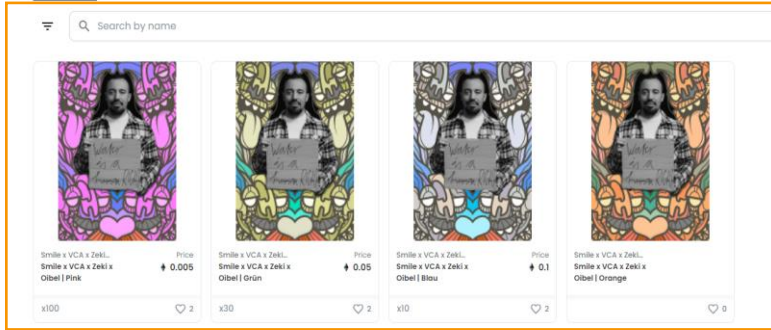 Search by name
Smile x VCA x Zeki...
Price
Smile x VCA x Zeki x
0.005
Oibel | Pink
x100
2
Smile x VCA x Zeki...
Price
Smile x VCA x Zeki x
0.05
Oibel | Grün
x30
2
Smile x VCA x Zeki...
Price
Smile x VCA x Zeki x
0.1
Oibel | Blau
x10
2
Smile x VCA x Zeki...
Smile x VCA x Zeki x
Oibel | Orange
0